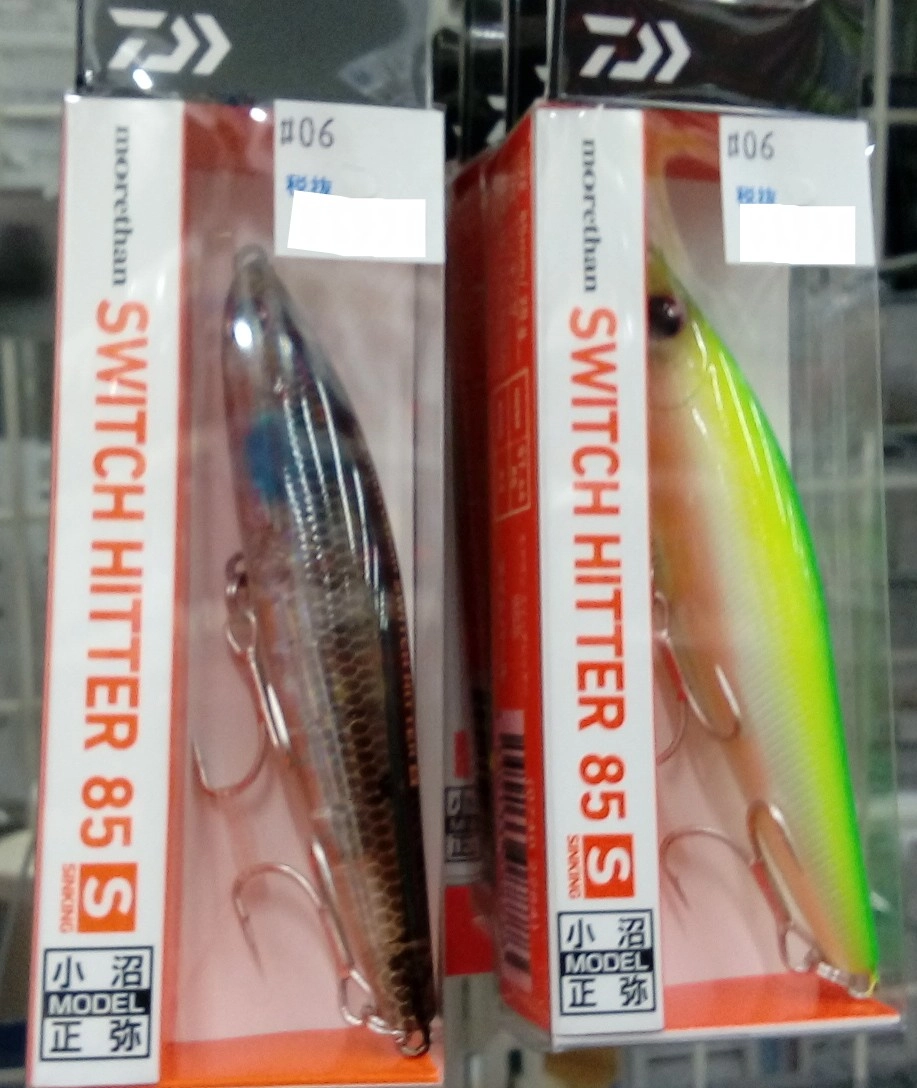 #06
税抜
morethan
SWITCH HITTER 85 S
SINKING
小沼
MODEL
正弥
#06
税抜
morethan
SWITCH HITTER 85 S
SINKING
小沼
MODEL
正弥